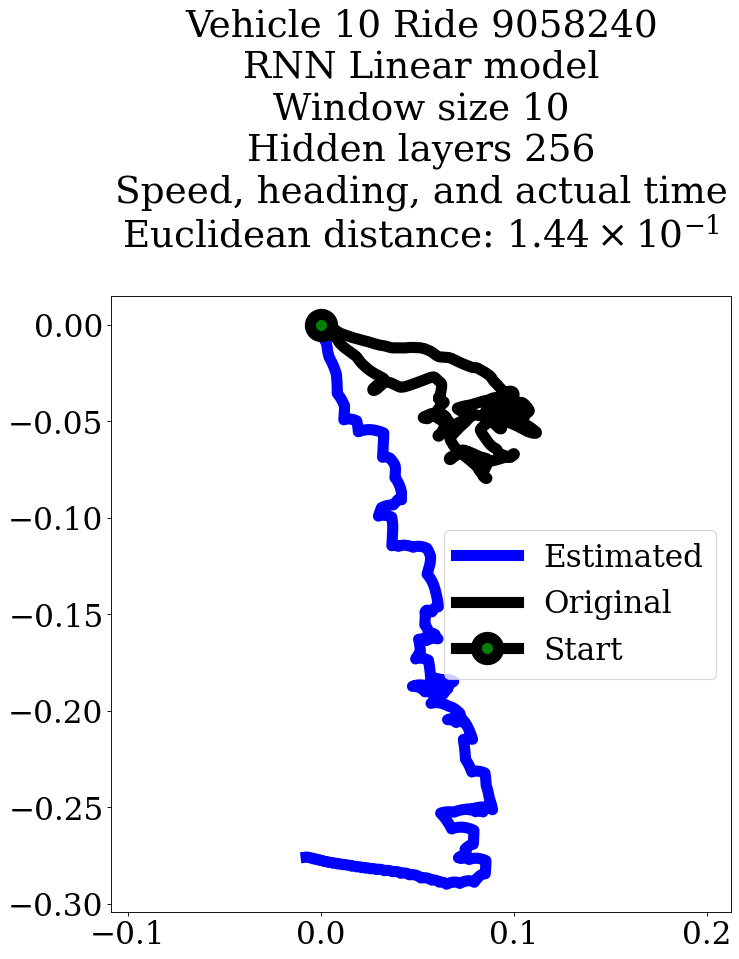 Vehicle 10 Ride 9058240
RNN Linear model
Window size 10
Hidden layers 256
Speed, heading, and actual time
Euclidean distance: 1.44 × 10⁻¹
0.00
−0.05
−0.10
−0.15
−0.20
−0.25
−0.30
Estimated
Original
Start
−0.1 0.0 0.1 0.2